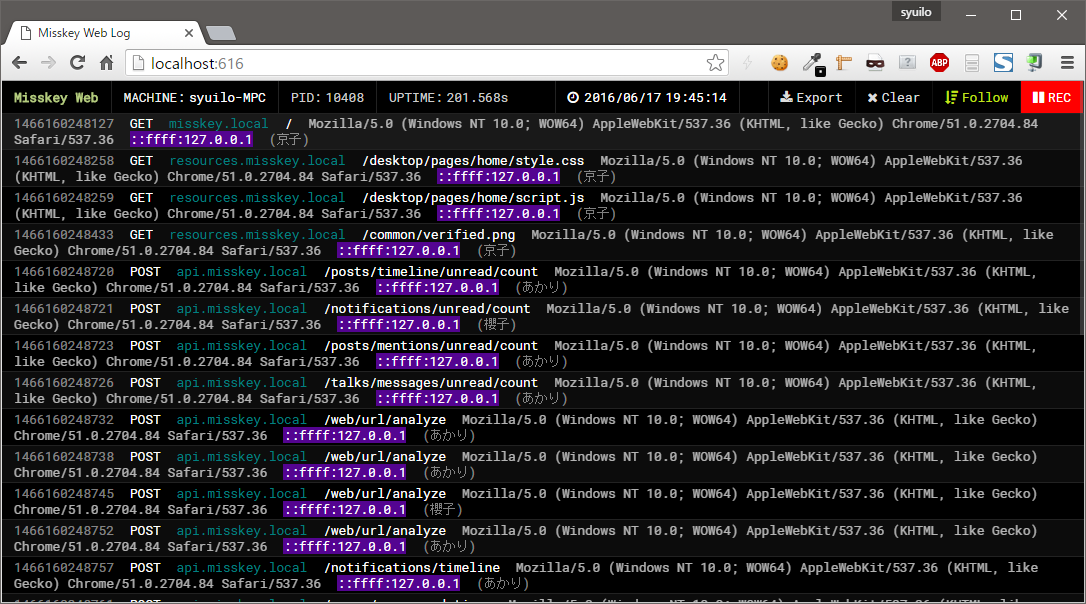 syuilo
Misskey Web Log
localhost:616
ABP
Misskey Web MACHINE: syuilo-MPC PID: 10408 UPTIME: 201.568s 2016/06/17 19:45:14 Export Clear Follow REC
1466160248127 GET misskey.local / Mozilla/5.0 (Windows NT 10.0; WOW64) AppleWebKit/537.36 (KHTML, like Gecko) Chrome/51.0.2704.84
Safari/537.36 ::ffff:127.0.0.1 (京子)
1466160248258 GET resources.misskey.local /desktop/pages/home/style.css Mozilla/5.0 (Windows NT 10.0; WOW64) AppleWebKit/537.36
(KHTML, like Gecko) Chrome/51.0.2704.84 Safari/537.36 ::ffff:127.0.0.1 (京子)
1466160248259 GET resources.misskey.local /desktop/pages/home/script.js Mozilla/5.0 (Windows NT 10.0; WOW64) AppleWebKit/537.36
(KHTML, like Gecko) Chrome/51.0.2704.84 Safari/537.36 ::ffff:127.0.0.1 (京子)
1466160248433 GET resources.misskey.local /common/verified.png Mozilla/5.0 (Windows NT 10.0; WOW64) AppleWebKit/537.36 (KHTML, like
Gecko) Chrome/51.0.2704.84 Safari/537.36 ::ffff:127.0.0.1 (京子)
1466160248720 POST api.misskey.local /posts/timeline/unread/count Mozilla/5.0 (Windows NT 10.0; WOW64) AppleWebKit/537.36 (KHTML,
like Gecko) Chrome/51.0.2704.84 Safari/537.36 ::ffff:127.0.0.1 (あかり)
1466160248721 POST api.misskey.local /notifications/unread/count Mozilla/5.0 (Windows NT 10.0; WOW64) AppleWebKit/537.36 (KHTML, like
Gecko) Chrome/51.0.2704.84 Safari/537.36 ::ffff:127.0.0.1 (櫻子)
1466160248723 POST api.misskey.local /posts/mentions/unread/count Mozilla/5.0 (Windows NT 10.0; WOW64) AppleWebKit/537.36 (KHTML,
like Gecko) Chrome/51.0.2704.84 Safari/537.36 ::ffff:127.0.0.1 (あかり)
1466160248726 POST api.misskey.local /talks/messages/unread/count Mozilla/5.0 (Windows NT 10.0; WOW64) AppleWebKit/537.36 (KHTML,
like Gecko) Chrome/51.0.2704.84 Safari/537.36 ::ffff:127.0.0.1 (あかり)
1466160248732 POST api.misskey.local /web/url/analyze Mozilla/5.0 (Windows NT 10.0; WOW64) AppleWebKit/537.36 (KHTML, like Gecko)
Chrome/51.0.2704.84 Safari/537.36 ::ffff:127.0.0.1 (あかり)
1466160248738 POST api.misskey.local /web/url/analyze Mozilla/5.0 (Windows NT 10.0; WOW64) AppleWebKit/537.36 (KHTML, like Gecko)
Chrome/51.0.2704.84 Safari/537.36 ::ffff:127.0.0.1 (あかり)
1466160248745 POST api.misskey.local /web/url/analyze Mozilla/5.0 (Windows NT 10.0; WOW64) AppleWebKit/537.36 (KHTML, like Gecko)
Chrome/51.0.2704.84 Safari/537.36 ::ffff:127.0.0.1 (櫻子)
1466160248752 POST api.misskey.local /web/url/analyze Mozilla/5.0 (Windows NT 10.0; WOW64) AppleWebKit/537.36 (KHTML, like Gecko)
Chrome/51.0.2704.84 Safari/537.36 ::ffff:127.0.0.1 (あかり)
1466160248757 POST api.misskey.local /notifications/timeline Mozilla/5.0 (Windows NT 10.0; WOW64) AppleWebKit/537.36 (KHTML, like
Gecko) Chrome/51.0.2704.84 Safari/537.36 ::ffff:127.0.0.1 (あかり)